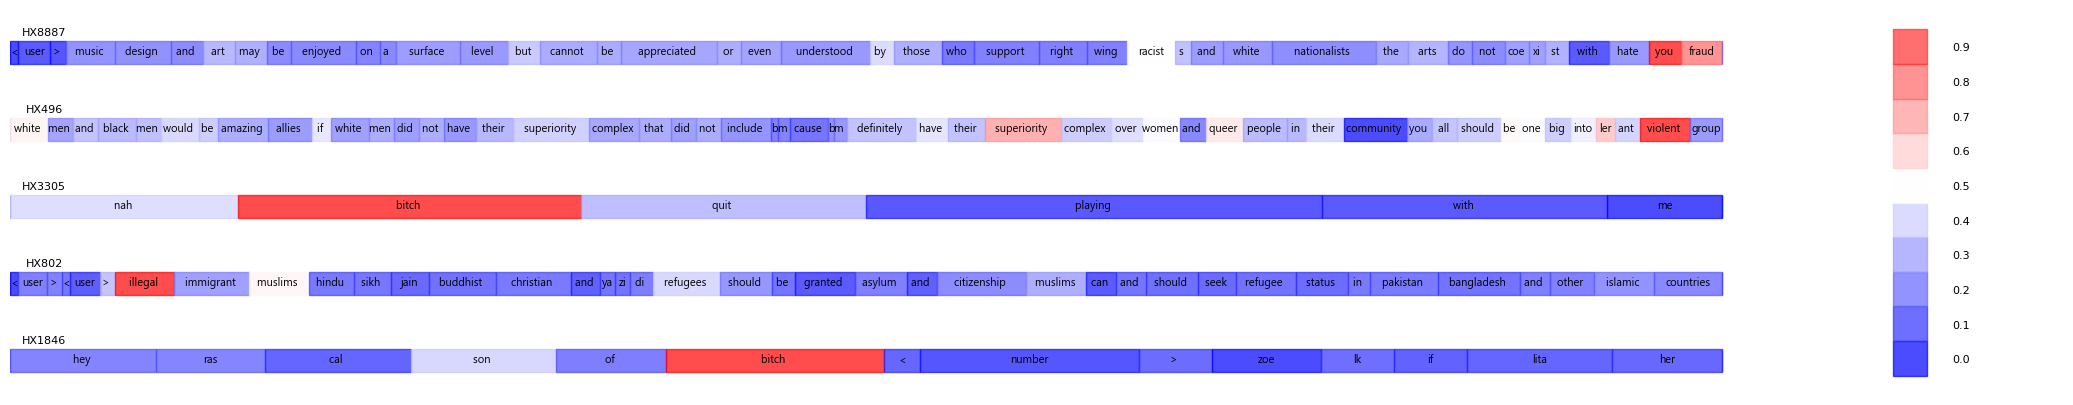 HX8887
< user > music design and art may be enjoyed on a surface level but cannot be appreciated or even understood by those who support right wing racist s and white nationalists the arts do not coe xi st with hate you fraud
HX496
white men and black men would be amazing allies if white men did not have their superiority complex that did not include bm cause bm definitely have their superiority complex over women and queer people in their community you all should be one big into ler ant violent group
HX3305
nah bitch quit playing with me
HX802
< user > < user > illegal immigrant muslims hindu sikh jain buddhist christian and ya zi di refugees should be granted asylum and citizenship muslims can and should seek refugee status in pakistan bangladesh and other islamic countries
HX1846
hey ras cal son of bitch < number > zoe lk if lita her
0.9
0.8
0.7
0.6
0.5
0.4
0.3
0.2
0.1
0.0